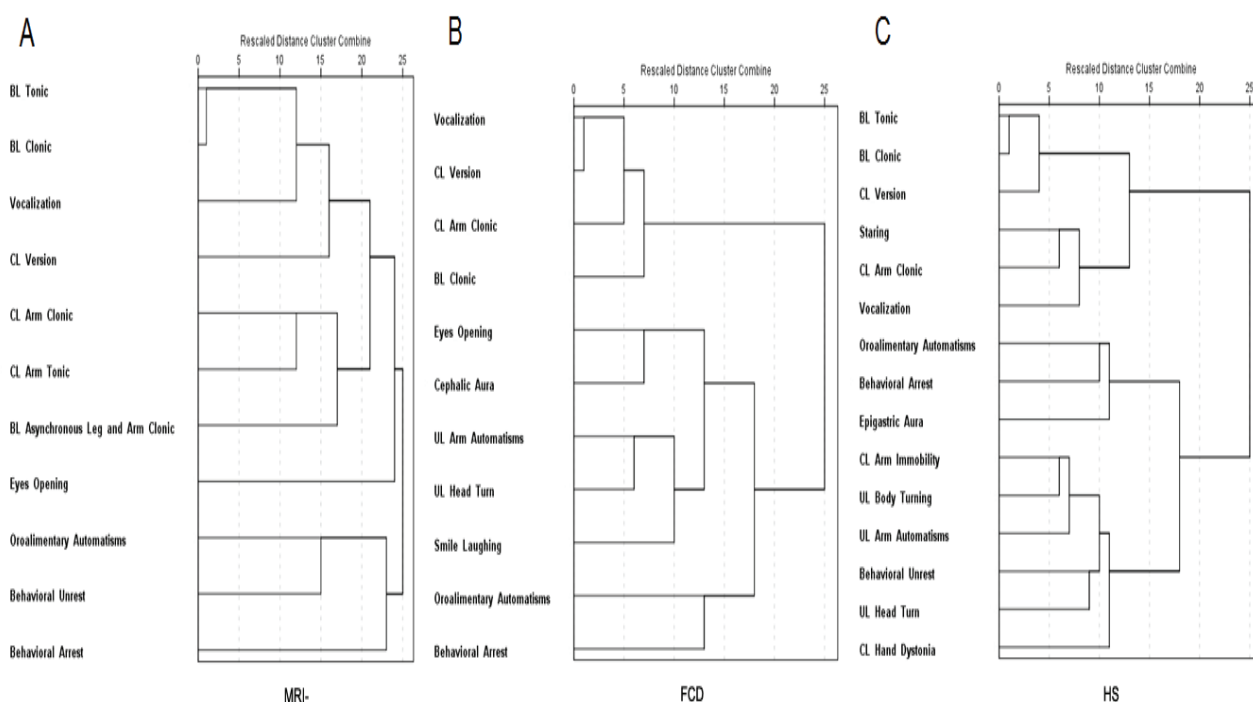 A
Rescaled Distance Cluster Combine
0 5 10 15 20 25
BL Tonic
BL Clonic
Vocalization
CL Version
CL Arm Clonic
CL Arm Tonic
BL Asynchronous Leg and Arm Clonic
Eyes Opening
Oroalimentary Automatisms
Behavioral Unrest
Behavioral Arrest
MRI-
B
Rescaled Distance Cluster Combine
0 5 10 15 20 25
Vocalization
CL Version
CL Arm Clonic
BL Clonic
Eyes Opening
Cephalic Aura
UL Arm Automatisms
UL Head Turn
Smile Laughing
Oroalimentary Automatisms
Behavioral Arrest
FCD
C
Rescaled Distance Cluster Combine
0 5 10 15 20 25
BL Tonic
BL Clonic
CL Version
Staring
CL Arm Clonic
Vocalization
Oroalimentary Automatisms
Behavioral Arrest
Epigastric Aura
CL Arm Immobility
UL Body Turning
UL Arm Automatisms
Behavioral Unrest
UL Head Turn
CL Hand Dystonia
HS